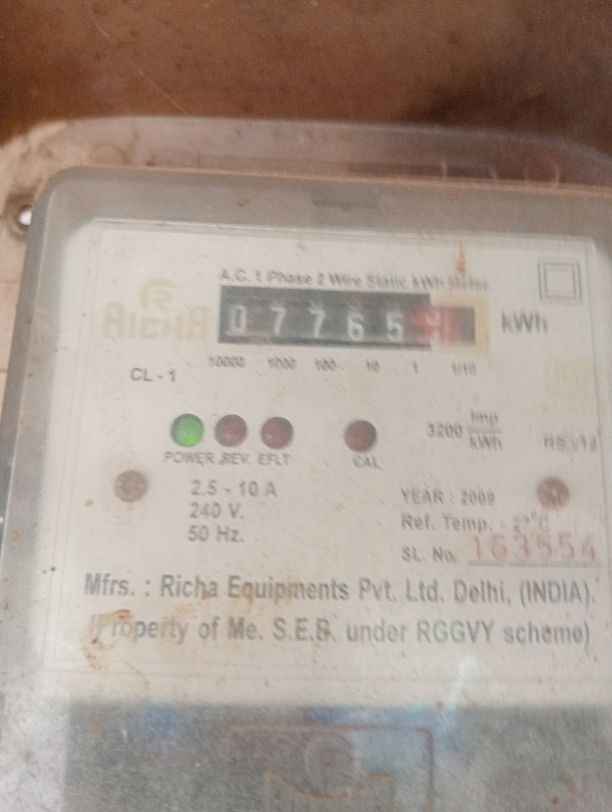 A.C. 1 Phase 2 Wire Static kWh Meter
RICHA
0 7 7 6 5 kWh
10000 1000 100 10 1 1/10
CL - 1
3200 Imp/kWh
POWER REV. EFLT CAL
2.5 - 10 A
240 V.
50 Hz.
YEAR : 2009
Ref. Temp. - 27°C
SL. No. 163554
Mfrs. : Richa Equipments Pvt. Ltd. Delhi, (INDIA).
(Property of Me. S.E.B. under RGGVY scheme)